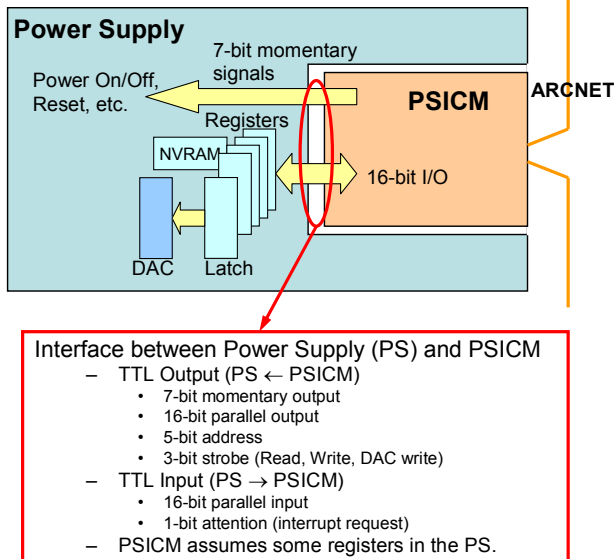 Power Supply
7-bit momentary
signals
Power On/Off,
Reset, etc.
PSICM
ARCNET
Registers
NVRAM
16-bit I/O
DAC
Latch
Interface between Power Supply (PS) and PSICM
– TTL Output (PS ← PSICM)
• 7-bit momentary output
• 16-bit parallel output
• 5-bit address
• 3-bit strobe (Read, Write, DAC write)
– TTL Input (PS → PSICM)
• 16-bit parallel input
• 1-bit attention (interrupt request)
– PSICM assumes some registers in the PS.